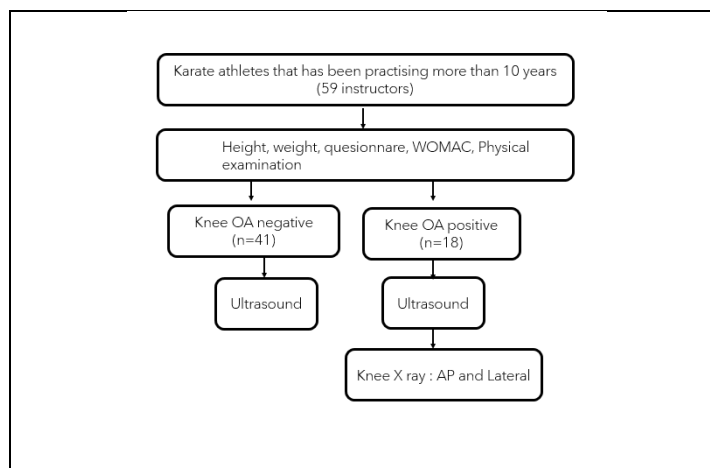 Karate athletes that has been practising more than 10 years
(59 instructors)
Height, weight, quesionnare, WOMAC, Physical
examination
Knee OA negative
(n=41)
Knee OA positive
(n=18)
Ultrasound
Ultrasound
Knee X ray : AP and Lateral